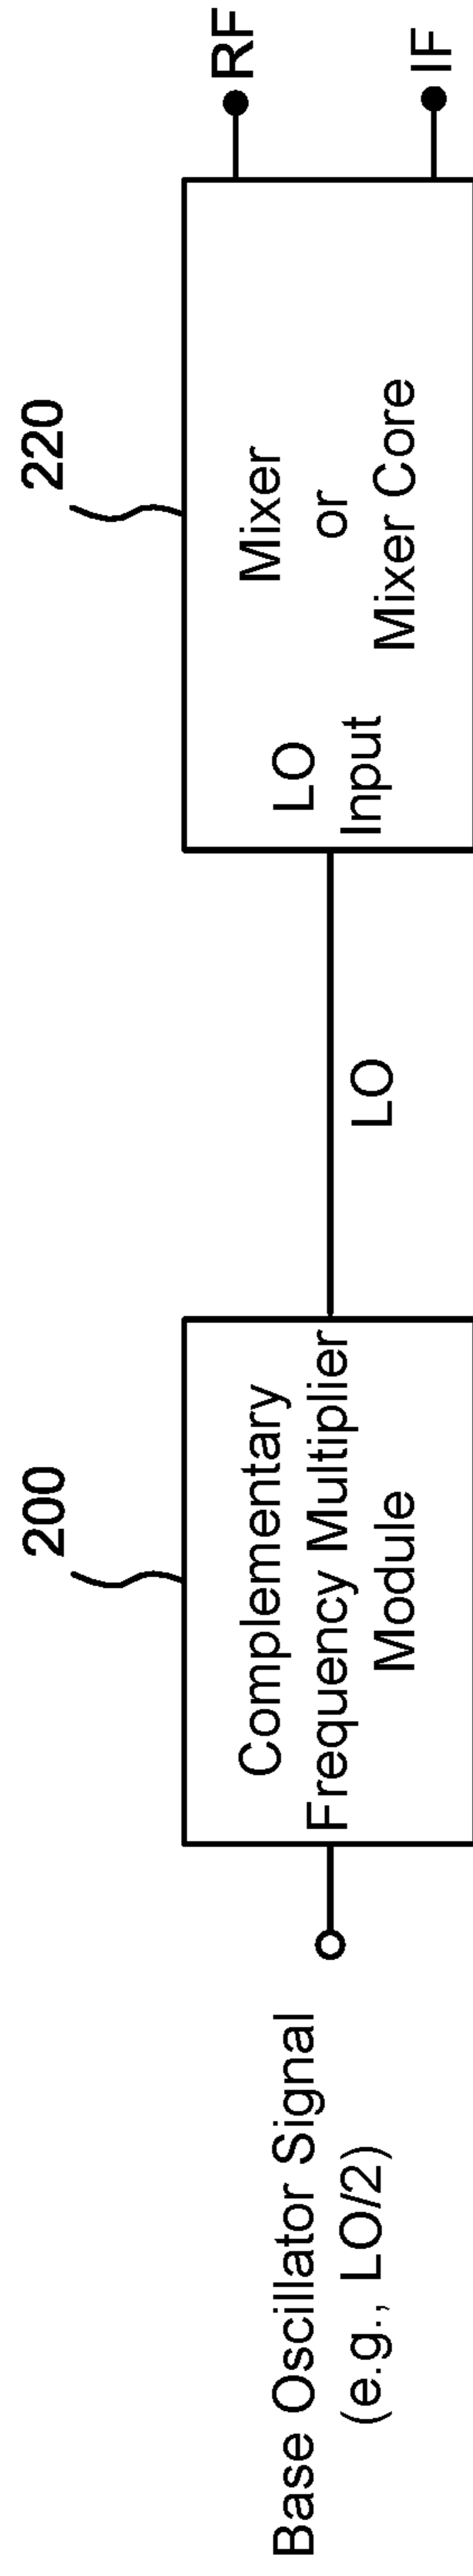 Base Oscillator Signal
(e.g., LO/2)
200
Complementary
Frequency Multiplier
Module
LO
220
LO
Input
Mixer
or
Mixer Core
RF
IF